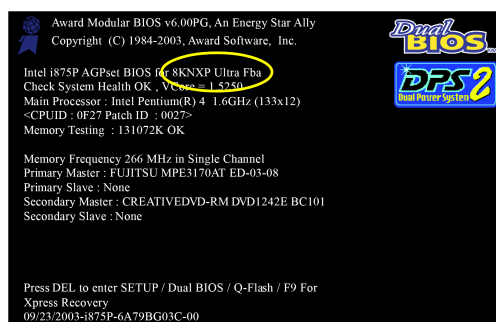 Award Modular BIOS v6.00PG, An Energy Star Ally
Copyright (C) 1984-2003, Award Software, Inc.
Dual
BIOS
Intel i875P AGPset BIOS for 8KNXP Ultra Fba
Check System Health OK , VCore = 1.5250
DPS2
Dual Power System
Main Processor : Intel Pentium(R) 4 1.6GHz (133x12)
<CPUID : 0F27 Patch ID : 0027>
Memory Testing : 131072K OK
Memory Frequency 266 MHz in Single Channel
Primary Master : FUJITSU MPE3170AT ED-03-08
Primary Slave : None
Secondary Master : CREATIVEDVD-RM DVD1242E BC101
Secondary Slave : None
Press DEL to enter SETUP / Dual BIOS / Q-Flash / F9 For
Xpress Recovery
09/23/2003-i875P-6A79BG03C-00